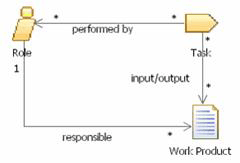 * *
performed by
Role Task
1 *
input/output
*
responsible *
Work Product